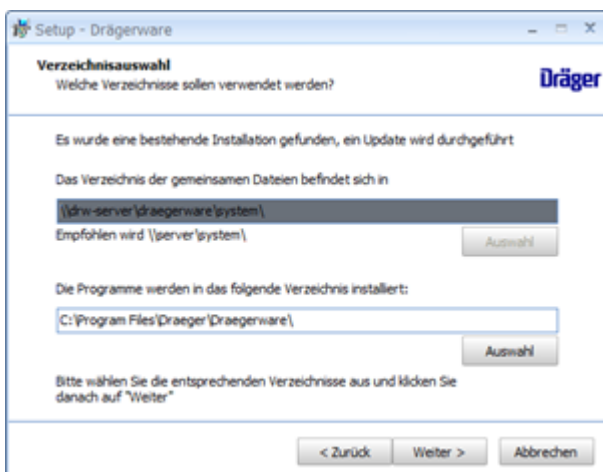 Setup - Drägerware
Verzeichnisauswahl
Welche Verzeichnisse sollen verwendet werden?
Dräger
Es wurde eine bestehende Installation gefunden, ein Update wird durchgeführt
Das Verzeichnis der gemeinsamen Dateien befindet sich in
\\drw-server\draegerware\system\
Empfohlen wird \\server\system\
Auswahl
Die Programme werden in das folgende Verzeichnis installiert:
C:\Program Files\Draeger\Draegerware\
Auswahl
Bitte wählen Sie die entsprechenden Verzeichnisse aus und klicken Sie
danach auf "Weiter"
< Zurück
Weiter >
Abbrechen